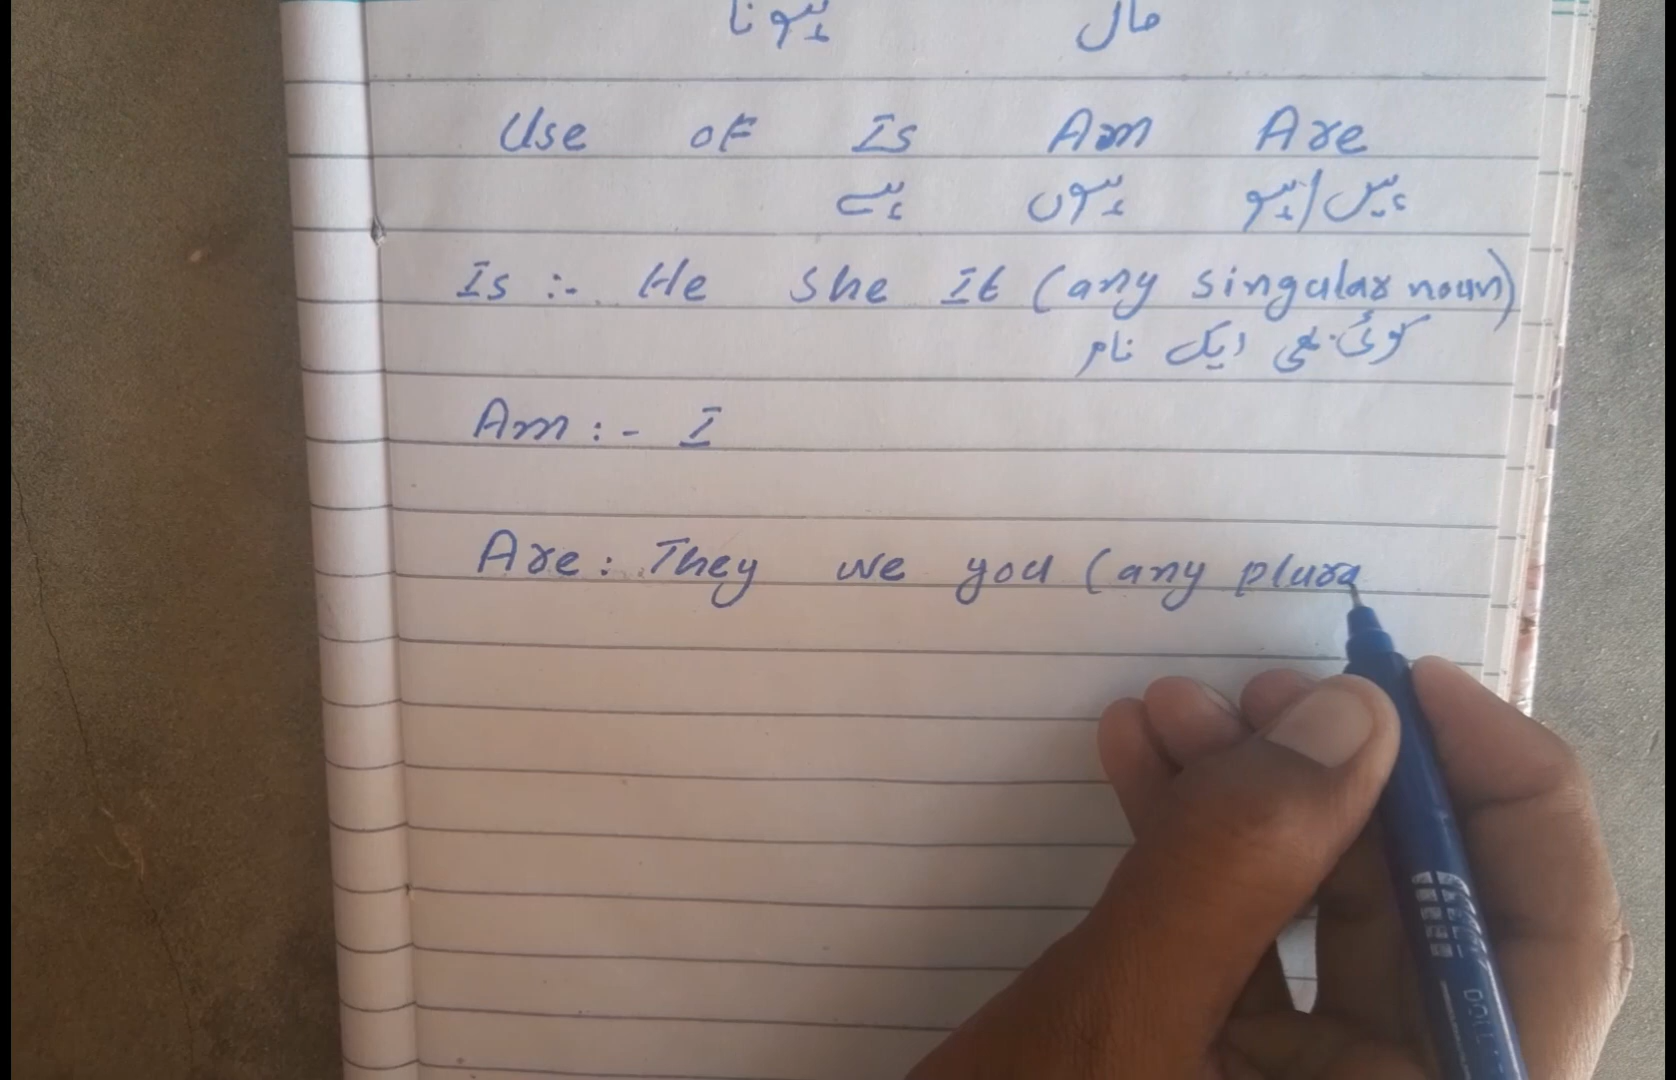 ہونا حال
Use of Is Am Are
ہے ہوں ہیں/ہو
Is :- He She It (any singular noun)
کوئی بھی ایک نام
Am :- I
Are : They we you (any plura
DOLL